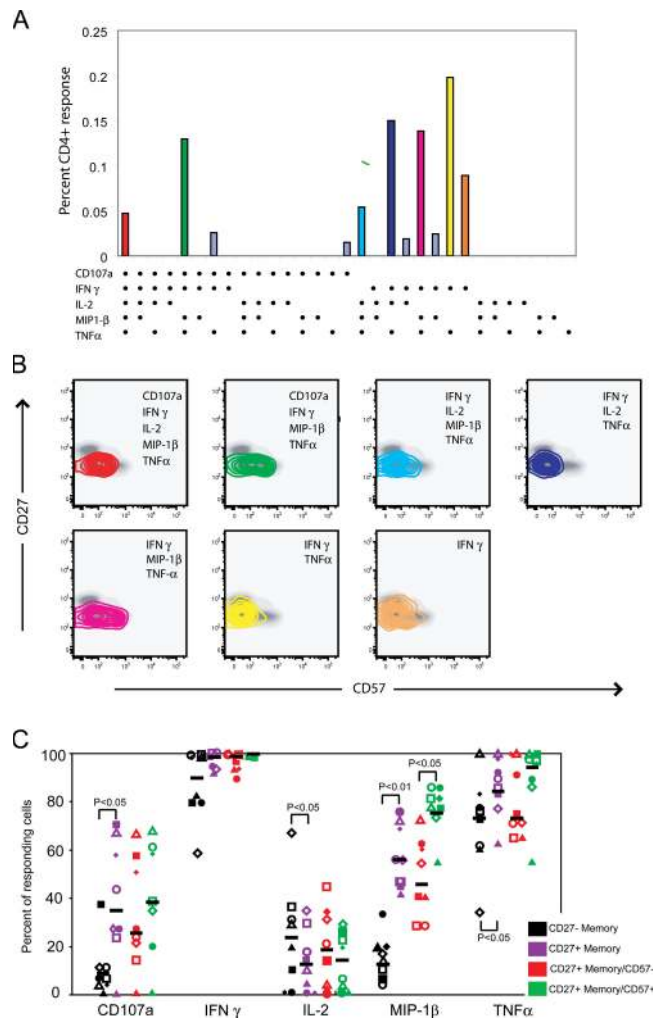 A
Percent CD4+ response
0.25
0.2
0.15
0.1
0.05
0
CD107a
IFN γ
IL-2
MIP1-β
TNFα
B
CD27
CD107a
IFN γ
IL-2
MIP-1β
TNFα
CD107a
IFN γ
MIP-1β
TNFα
IFN γ
IL-2
MIP-1β
TNFα
IFN γ
IL-2
TNFα
IFN γ
MIP-1β
TNF-α
IFN γ
TNFα
IFN γ
CD57
C
Percent of responding cells
100
80
60
40
20
0
P<0.05
P<0.05
P<0.01
P<0.05
P<0.05
CD27- Memory
CD27+ Memory
CD27+ Memory/CD57-
CD27+ Memory/CD57+
CD107a IFN γ IL-2 MIP-1β TNFα